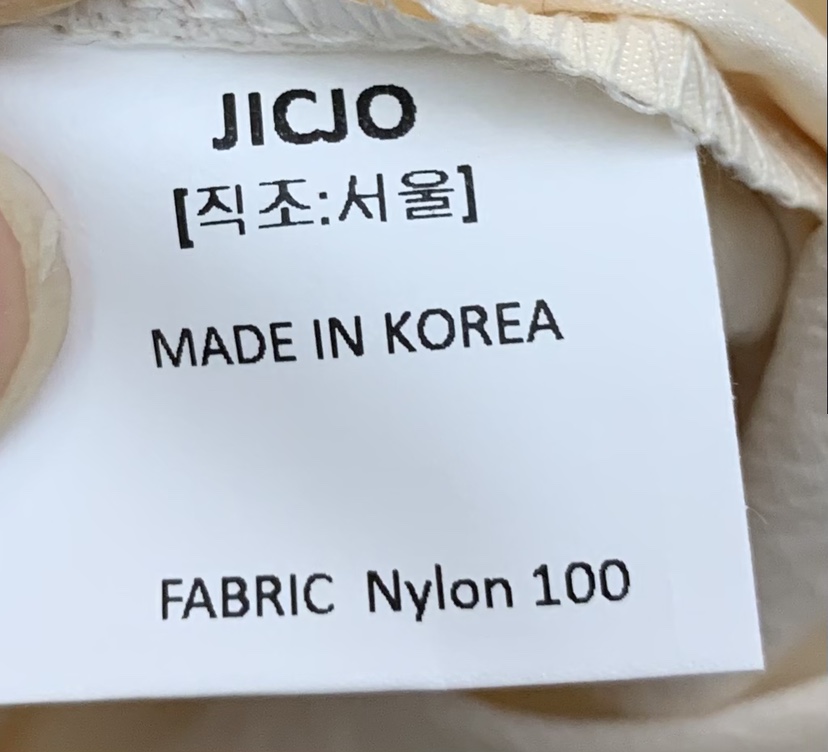 JICJO
[직조:서울]
MADE IN KOREA
FABRIC Nylon 100